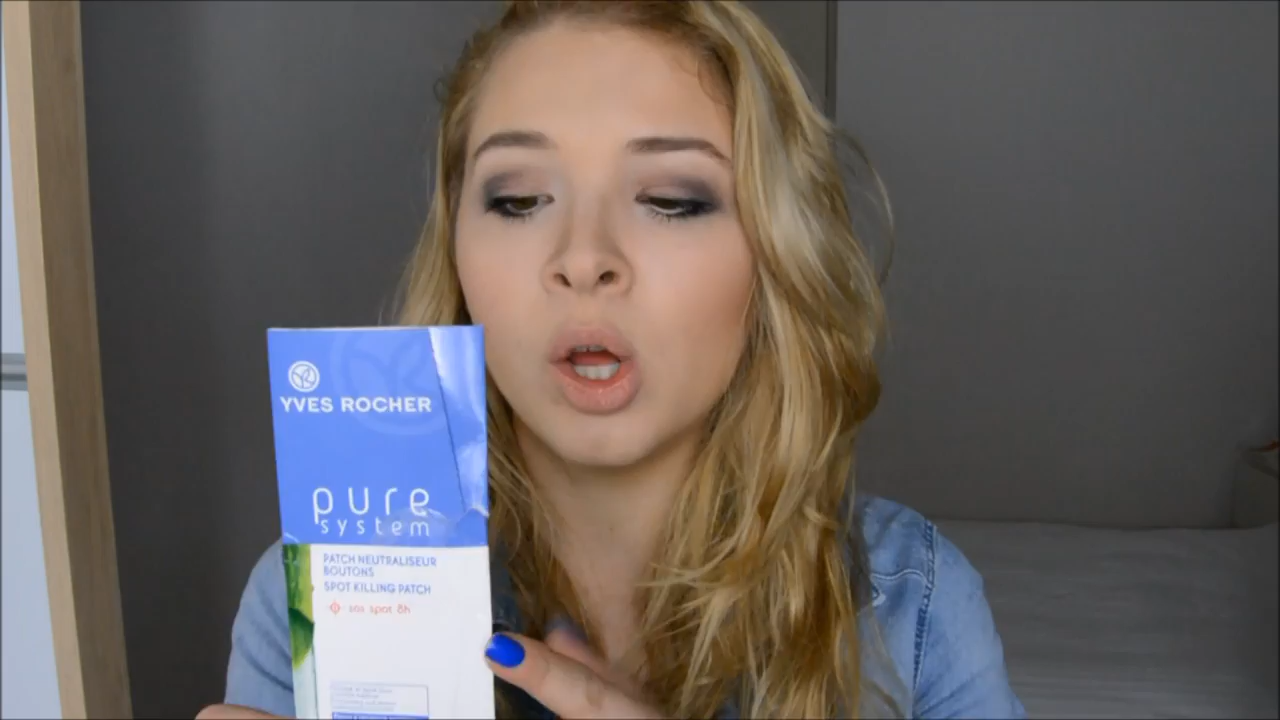 YVES ROCHER
pure
system
PATCH NEUTRALISEUR
BOUTONS
SPOT KILLING PATCH
sos spot 8h